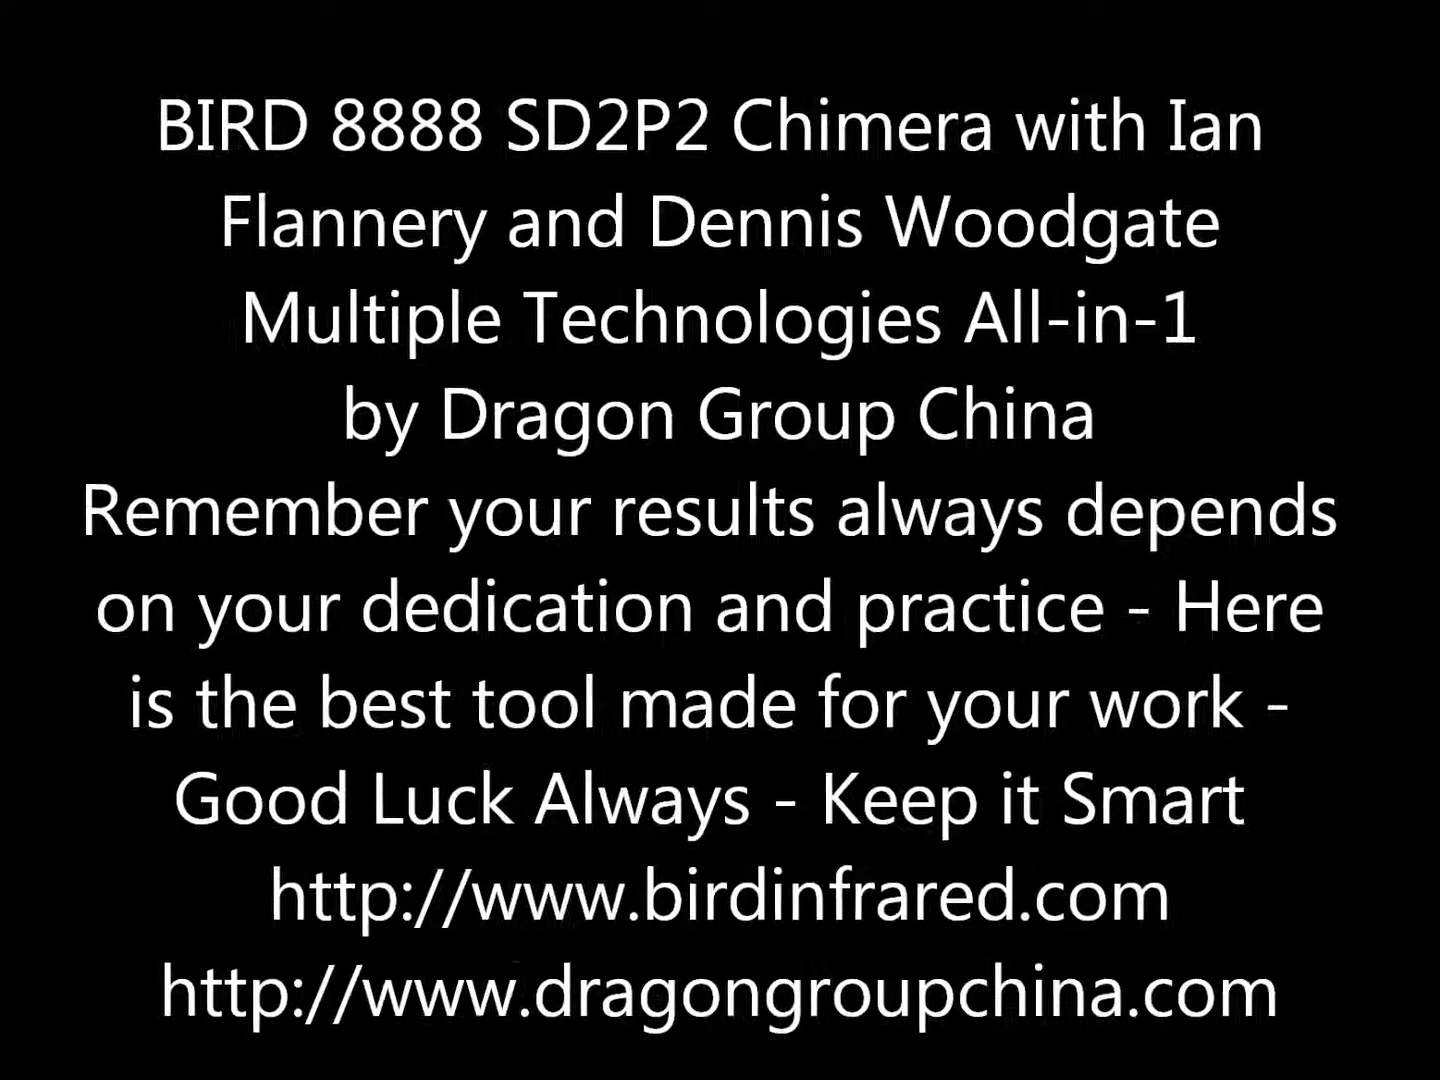 BIRD 8888 SD2P2 Chimera with Ian
Flannery and Dennis Woodgate
Multiple Technologies All-in-1
by Dragon Group China
Remember your results always depends
on your dedication and practice - Here
is the best tool made for your work -
Good Luck Always - Keep it Smart
http://www.birdinfrared.com
http://www.dragongroupchina.com